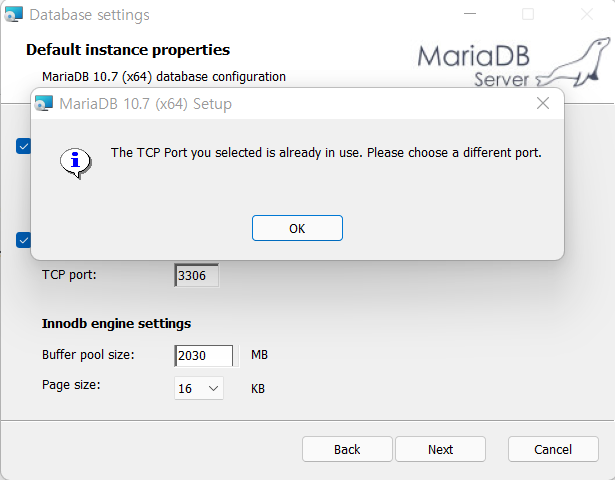 Database settings
Default instance properties
MariaDB 10.7 (x64) database configuration
MariaDB
Server
MariaDB 10.7 (x64) Setup
The TCP Port you selected is already in use. Please choose a different port.
OK
TCP port: 3306
Innodb engine settings
Buffer pool size: 2030 MB
Page size: 16 KB
Back Next Cancel